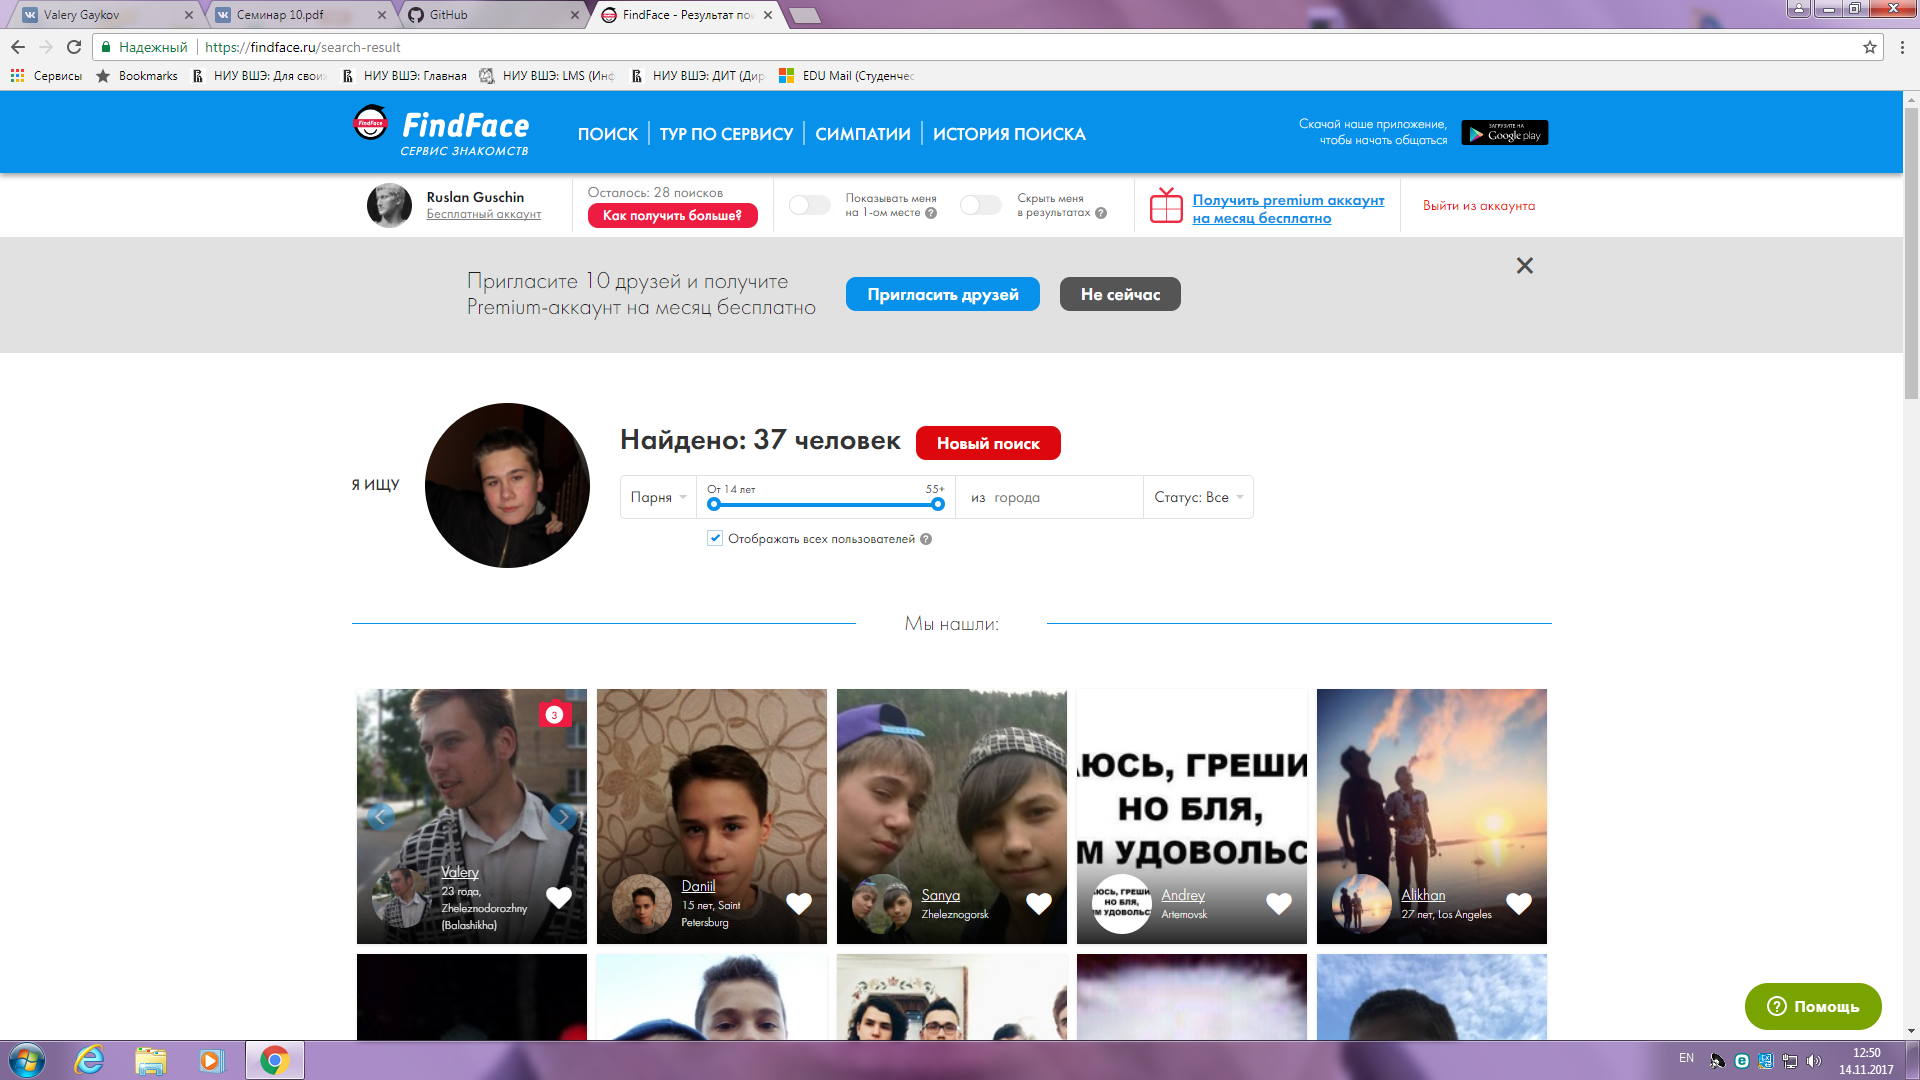 Valery Gaykov
Семинар 10.pdf
GitHub
FindFace - Результат по
Надежный
https://findface.ru/search-result
Сервисы
Bookmarks
НИУ ВШЭ: Для свои
НИУ ВШЭ: Главная
НИУ ВШЭ: LMS (Инф
НИУ ВШЭ: ДИТ (Дир
EDU Mail (Студенчес
FindFace
FindFace
СЕРВИС ЗНАКОМСТВ
ПОИСК
ТУР ПО СЕРВИСУ
СИМПАТИИ
ИСТОРИЯ ПОИСКА
Скачай наше приложение,
чтобы начать общаться
ЗАГРУЗИТЕ НА
Google play
Ruslan Guschin
Бесплатный аккаунт
Осталось: 28 поисков
Как получить больше?
Показывать меня
на 1-ом месте ?
Скрыть меня
в результатах ?
Получить premium аккаунт
на месяц бесплатно
Выйти из аккаунта
Пригласите 10 друзей и получите
Premium-аккаунт на месяц бесплатно
Пригласить друзей
Не сейчас
Я ИЩУ
Найдено: 37 человек
Новый поиск
Парня
От 14 лет
55+
из города
Статус: Все
Отображать всех пользователей ?
Мы нашли:
3
Valery
23 года,
Zheleznodorozhny
(Balashikha)
Daniil
15 лет, Saint
Petersburg
Sanya
Zheleznogorsk
ЮСЬ, ГРЕШИ
НО БЛЯ,
М УДОВОЛЬС
Andrey
Artemovsk
Alikhan
27 лет, Los Angeles
? Помощь
EN
12:50
14.11.2017